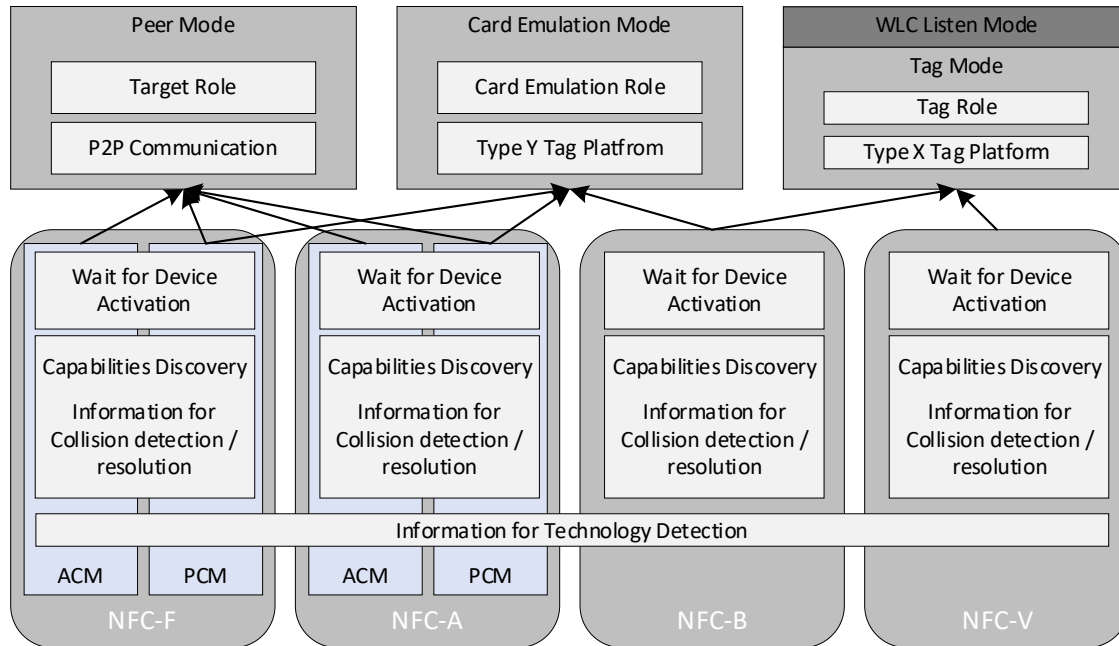 Peer Mode
Target Role
P2P Communication
Card Emulation Mode
Card Emulation Role
Type Y Tag Platfrom
WLC Listen Mode
Tag Mode
Tag Role
Type X Tag Platform
Wait for Device
Activation
Capabilities Discovery
Information for
Collision detection /
resolution
ACM
PCM
NFC-F
Wait for Device
Activation
Capabilities Discovery
Information for
Collision detection /
resolution
ACM
PCM
NFC-A
Wait for Device
Activation
Capabilities Discovery
Information for
Collision detection /
resolution
NFC-B
Wait for Device
Activation
Capabilities Discovery
Information for
Collision detection /
resolution
NFC-V
Information for Technology Detection